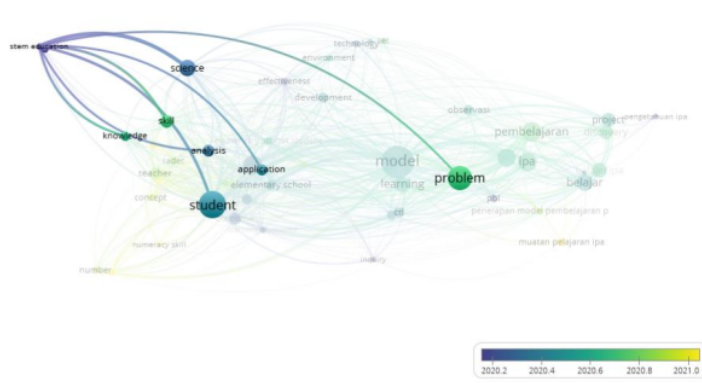 technology
per
stem education
environment
science
effectiveness
development
observasi
project
pengetahuan ipa
skill
pembelajaran
discovery
knowledge
analysis
model
ipa
teacher
application
problem
elementary school
learning
belajar
concept
student
pbl
penerapan model pembelajaran p
ctl
numeracy skill
muatan pelajaran ipa
inquiry
number
2020.2 2020.4 2020.6 2020.8 2021.0